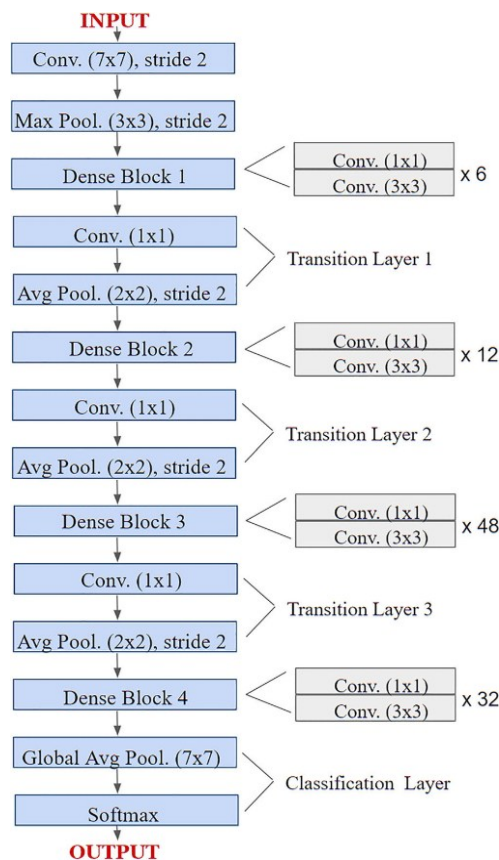 INPUT
Conv. (7x7), stride 2
Max Pool. (3x3), stride 2
Dense Block 1
Conv. (1x1)
Conv. (3x3)
x 6
Conv. (1x1)
Avg Pool. (2x2), stride 2
Transition Layer 1
Dense Block 2
Conv. (1x1)
Conv. (3x3)
x 12
Conv. (1x1)
Avg Pool. (2x2), stride 2
Transition Layer 2
Dense Block 3
Conv. (1x1)
Conv. (3x3)
x 48
Conv. (1x1)
Avg Pool. (2x2), stride 2
Transition Layer 3
Dense Block 4
Conv. (1x1)
Conv. (3x3)
x 32
Global Avg Pool. (7x7)
Softmax
Classification Layer
OUTPUT